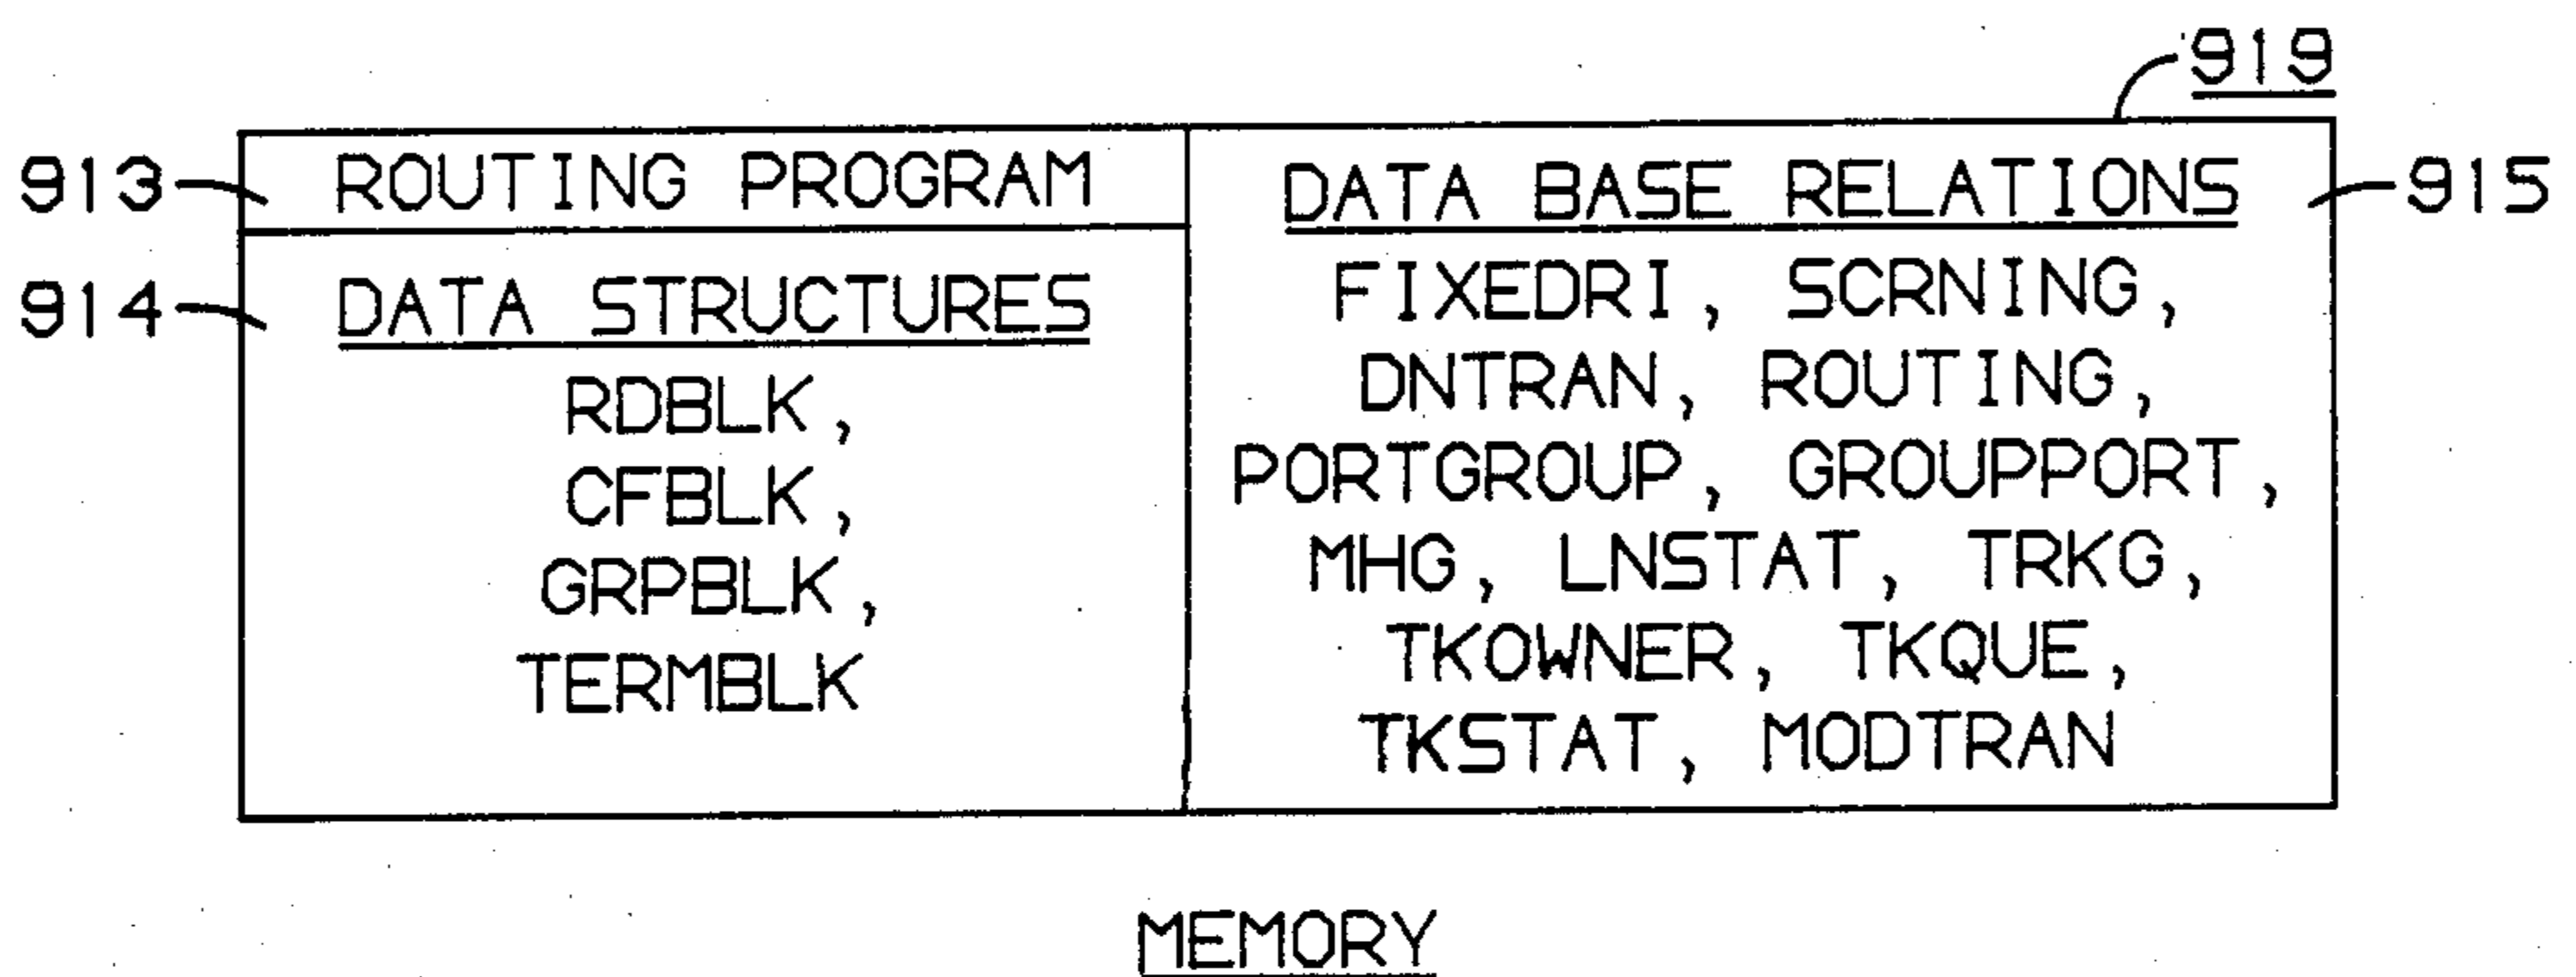 919
913
ROUTING PROGRAM
914
DATA STRUCTURES
RDBLK,
CFBLK,
GRPBLK,
TERMBLK
DATA BASE RELATIONS
915
FIXEDRI, SCRNING,
DNTRAN, ROUTING,
PORTGROUP, GROUPPORT,
MHG, LNSTAT, TRKG,
TKOWNER, TKQUE,
TKSTAT, MODTRAN
MEMORY